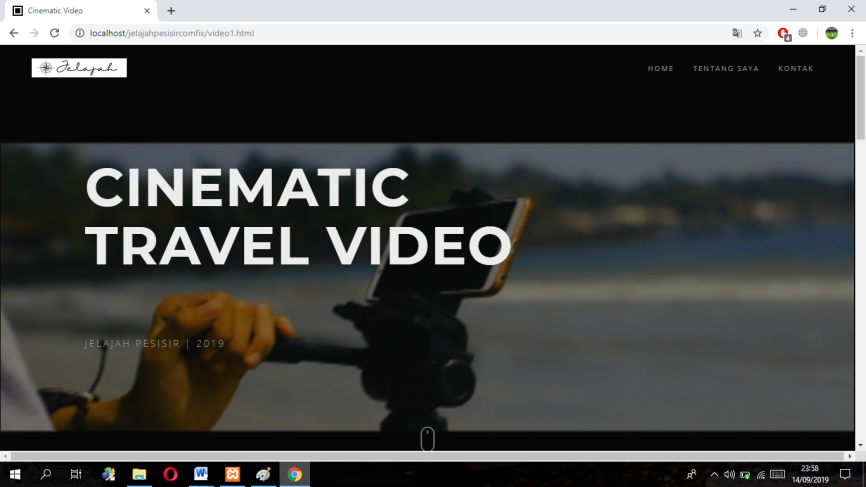 Cinematic Video
localhost/jelajahpesisircomfix/video1.html
4
Jelajah
HOME TENTANG SAYA KONTAK
CINEMATIC
TRAVEL VIDEO
JELAJAH PESISIR | 2019
23:58
14/09/2019